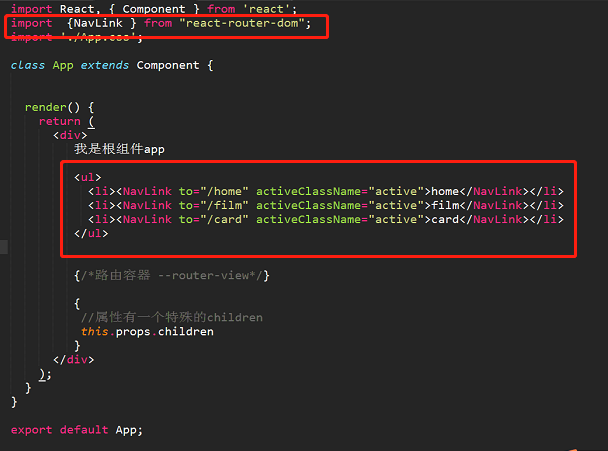 import React, { Component } from 'react';
import {NavLink } from "react-router-dom";
import './App.css';
class App extends Component {
render() {
return (
<div>
我是根组件app
<ul>
<li><NavLink to="/home" activeClassName="active">home</NavLink></li>
<li><NavLink to="/film" activeClassName="active">film</NavLink></li>
<li><NavLink to="/card" activeClassName="active">card</NavLink></li>
</ul>
{/*路由容器 --router-view*/}
{
//属性有一个特殊的children
this.props.children
}
</div>
);
}
}
export default App;